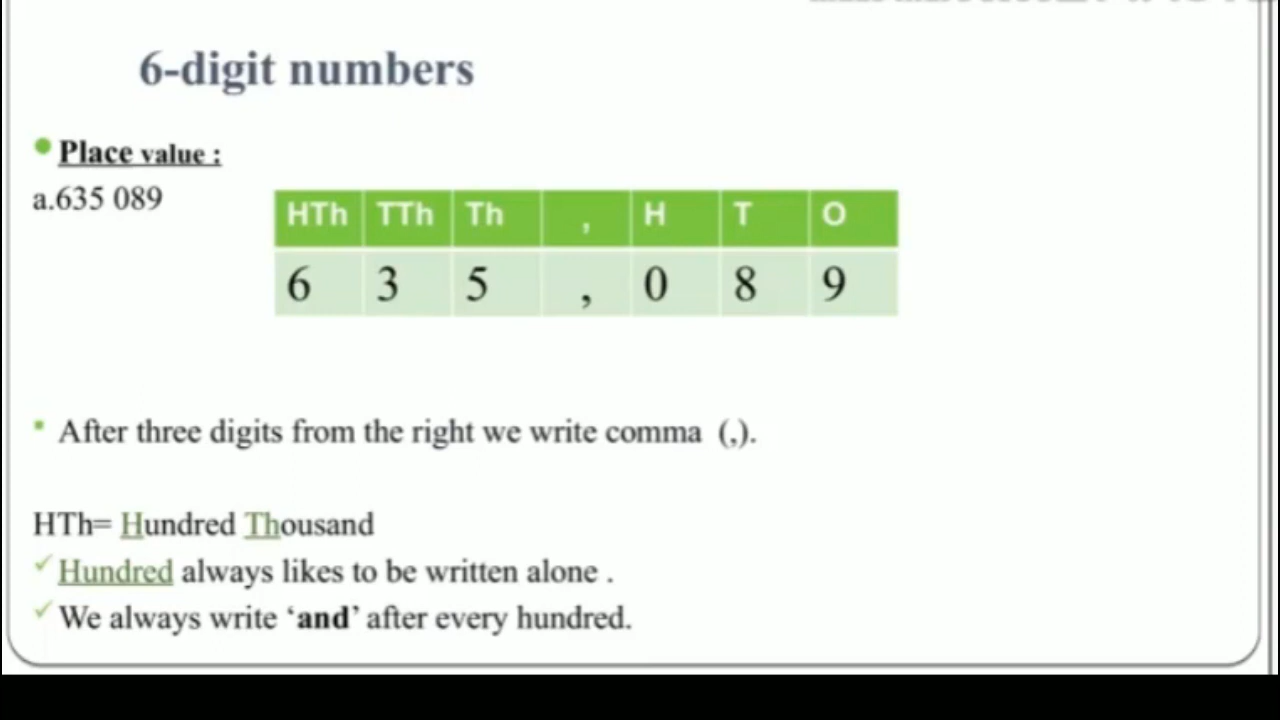 6-digit numbers
Place value :
a.635 089
HTh TTh Th , H T O
6 3 5 , 0 8 9
After three digits from the right we write comma (,).
HTh= Hundred Thousand
Hundred always likes to be written alone .
We always write ‘and’ after every hundred.